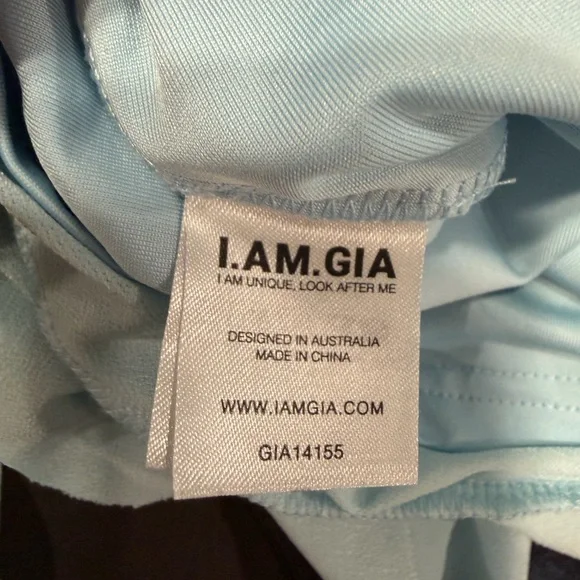 I.AM.GIA
I AM UNIQUE, LOOK AFTER ME
DESIGNED IN AUSTRALIA
MADE IN CHINA
WWW.IAMGIA.COM
GIA14155